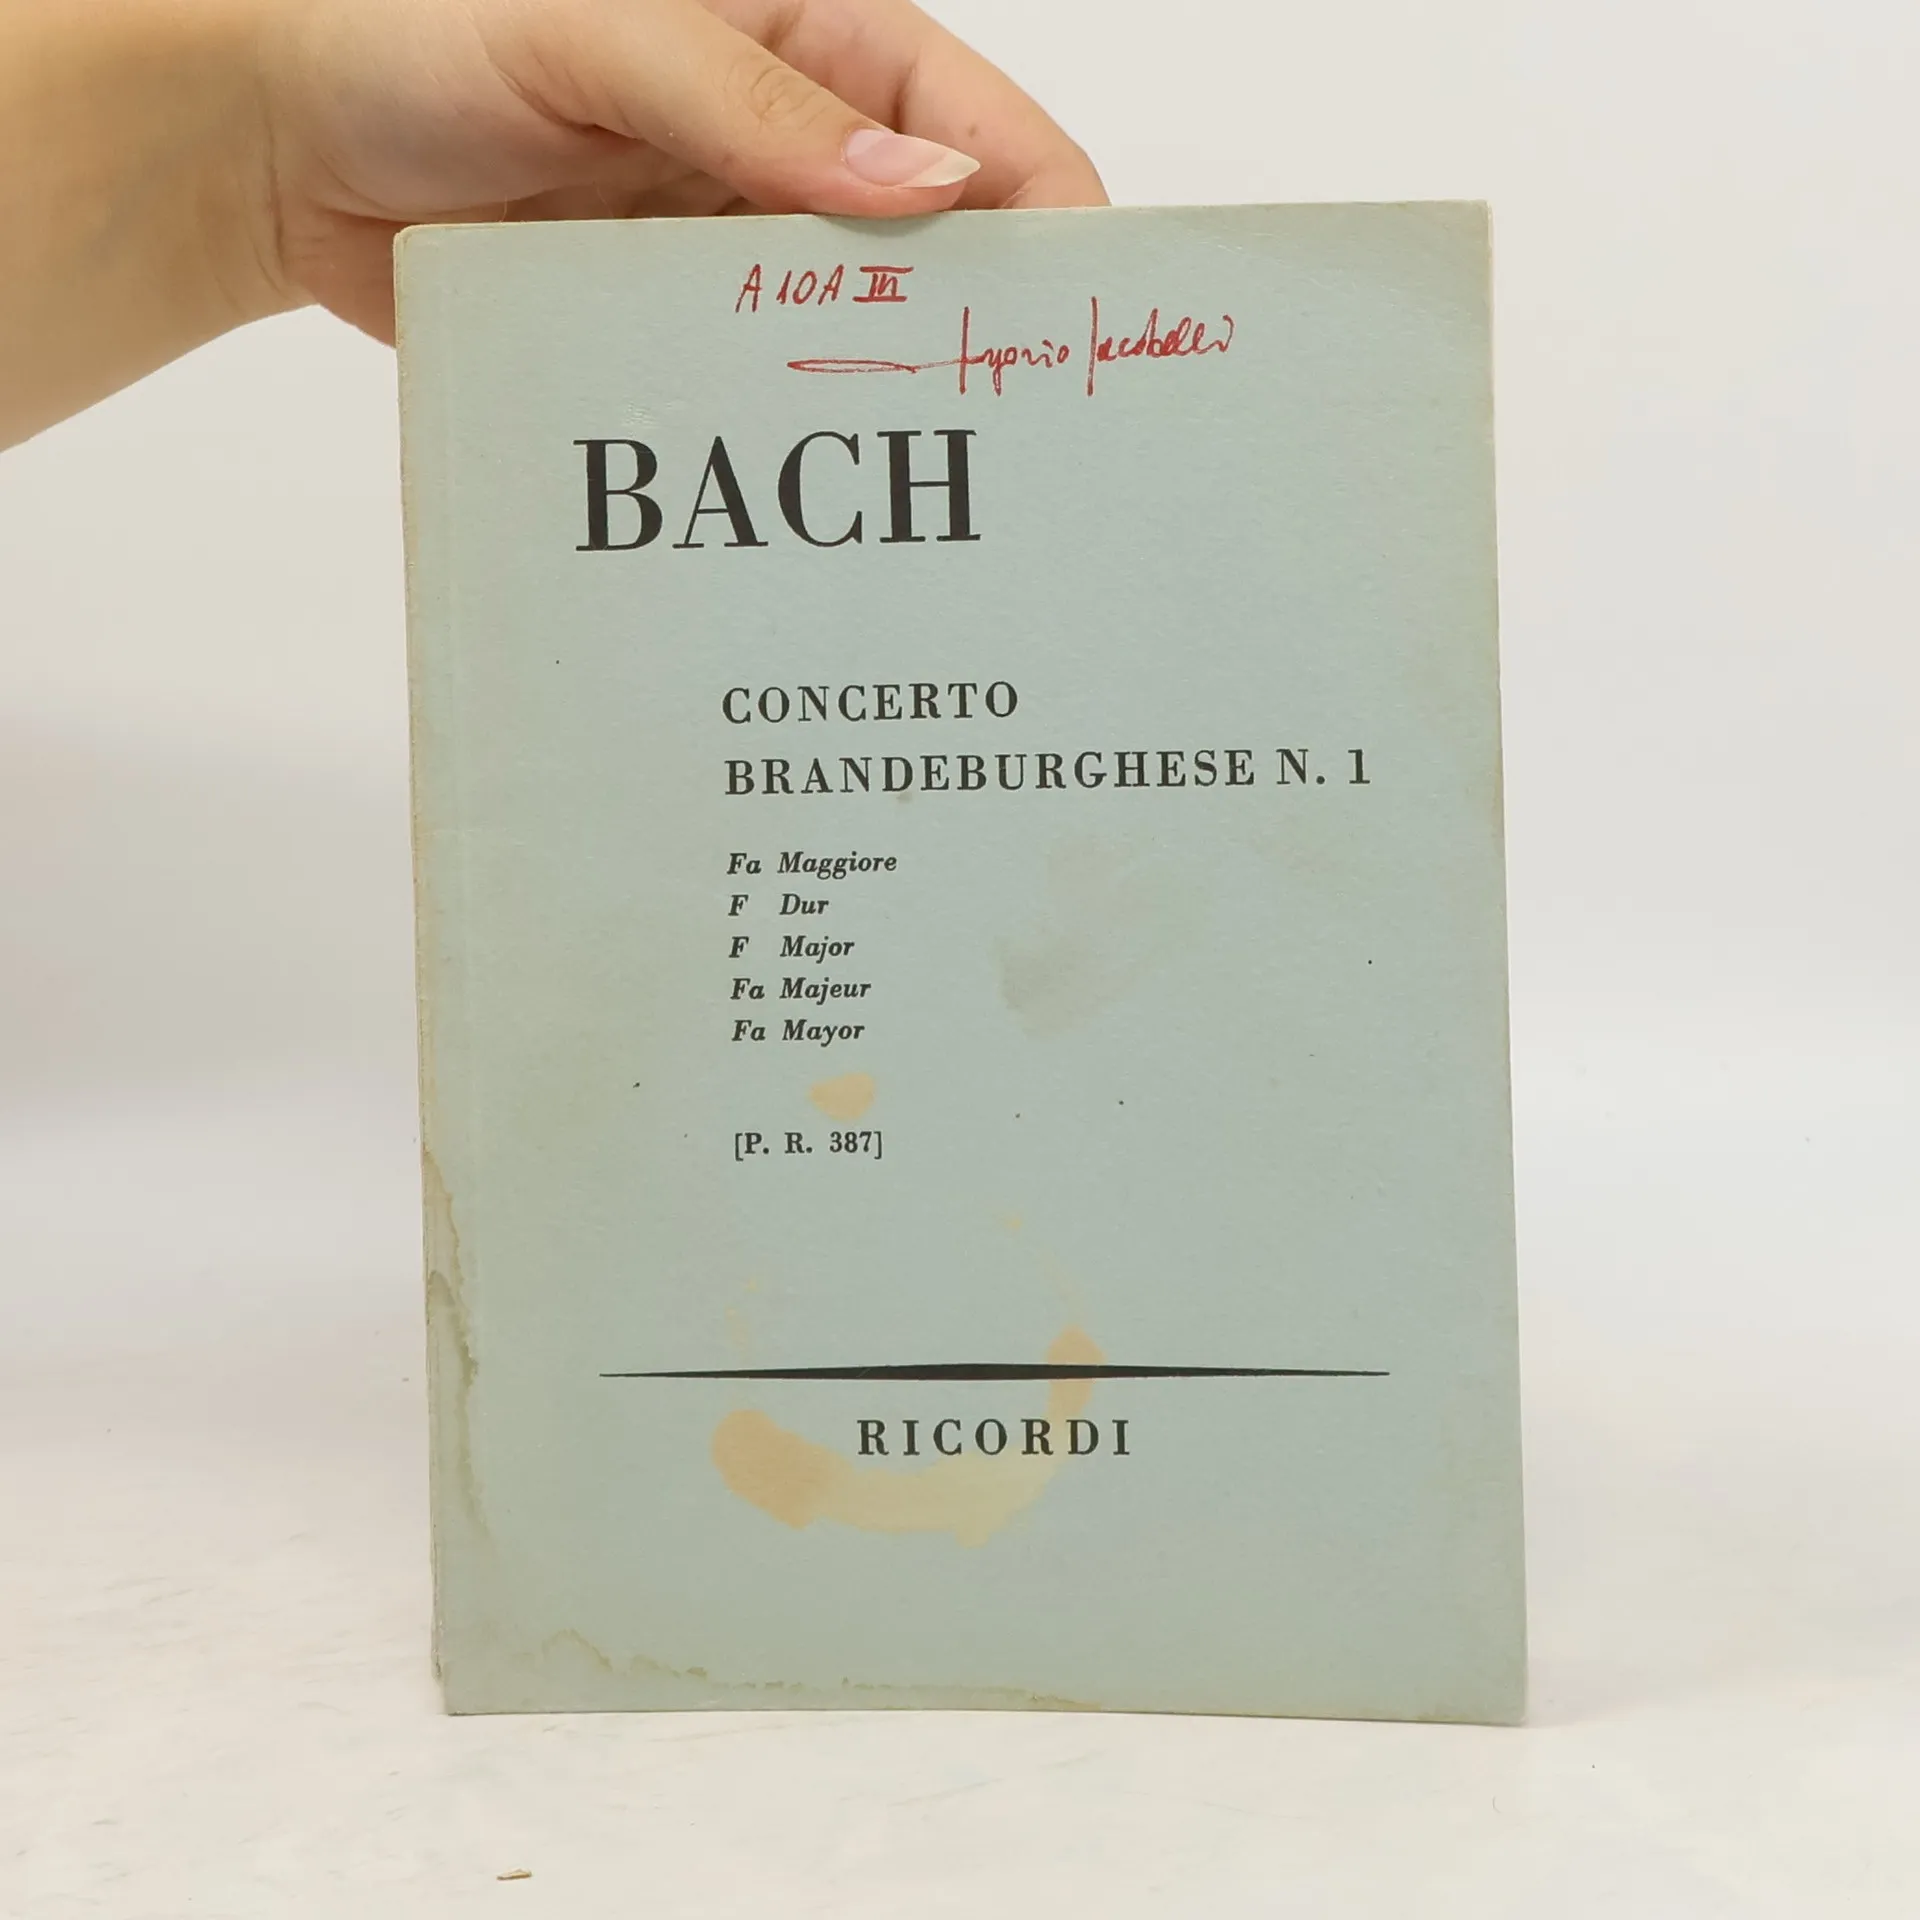 A 10A III
BACH
CONCERTO
BRANDEBURGHESE N. 1
Fa Maggiore
F Dur
F Major
Fa Majeur
Fa Mayor
[P. R. 387]
RICORDI